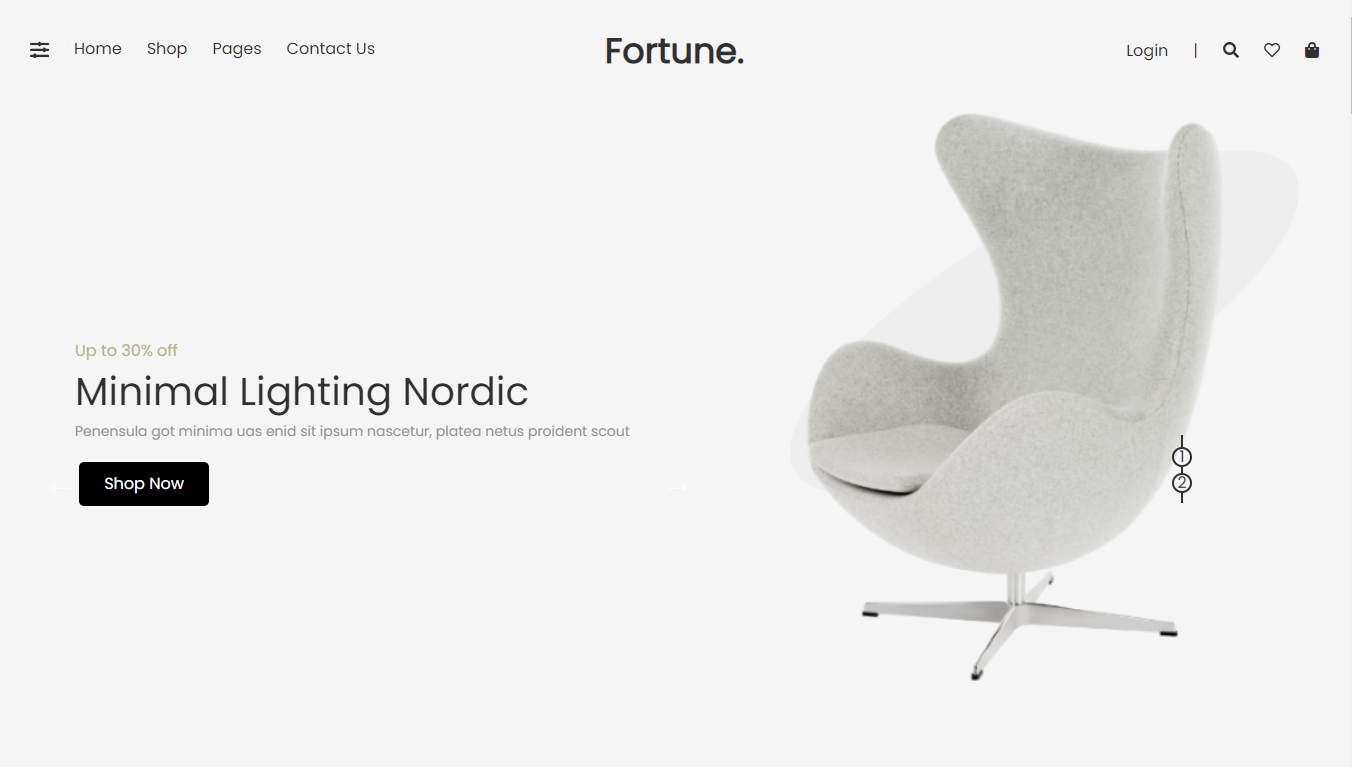 Home Shop Pages Contact Us
Fortune.
Login |
Up to 30% off
Minimal Lighting Nordic
Penensula got minima uas enid sit ipsum nascetur, platea netus proident scout
Shop Now
1
2